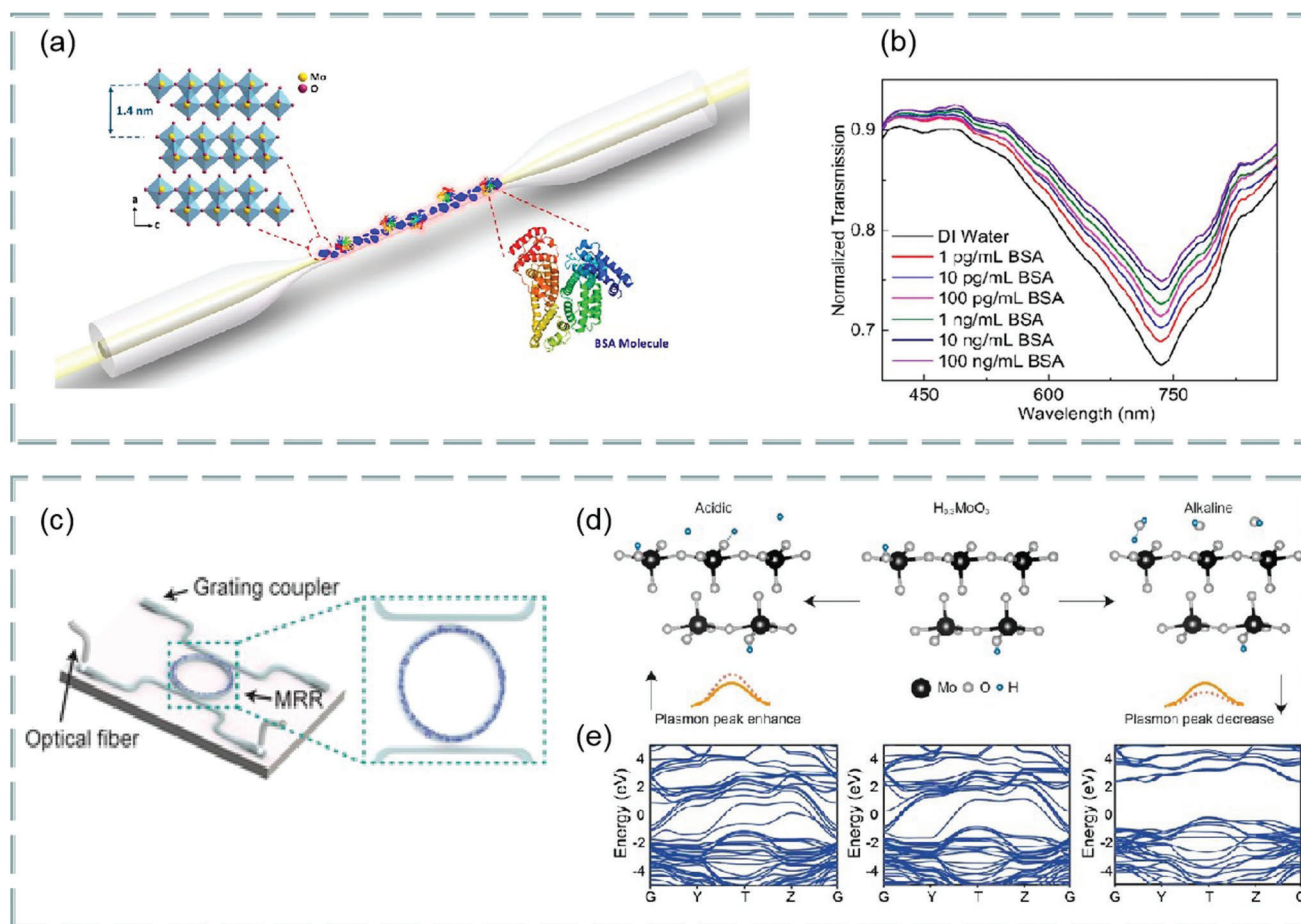 (a)
Mo
O
1.4 nm
a
c
BSA Molecule
(b)
Normalized Transmission
0.9
0.8
0.7
DI Water
1 pg/mL BSA
10 pg/mL BSA
100 pg/mL BSA
1 ng/mL BSA
10 ng/mL BSA
100 ng/mL BSA
450 600 750
Wavelength (nm)
(c)
Grating coupler
MRR
Optical fiber
(d)
Acidic
H₀.₃MoO₃
Alkaline
Mo O H
Plasmon peak enhance
Plasmon peak decrease
(e)
Energy (eV)
4
2
0
-2
-4
G Y T Z G
Energy (eV)
4
2
0
-2
-4
G Y T Z G
Energy (eV)
4
2
0
-2
-4
G Y T Z G